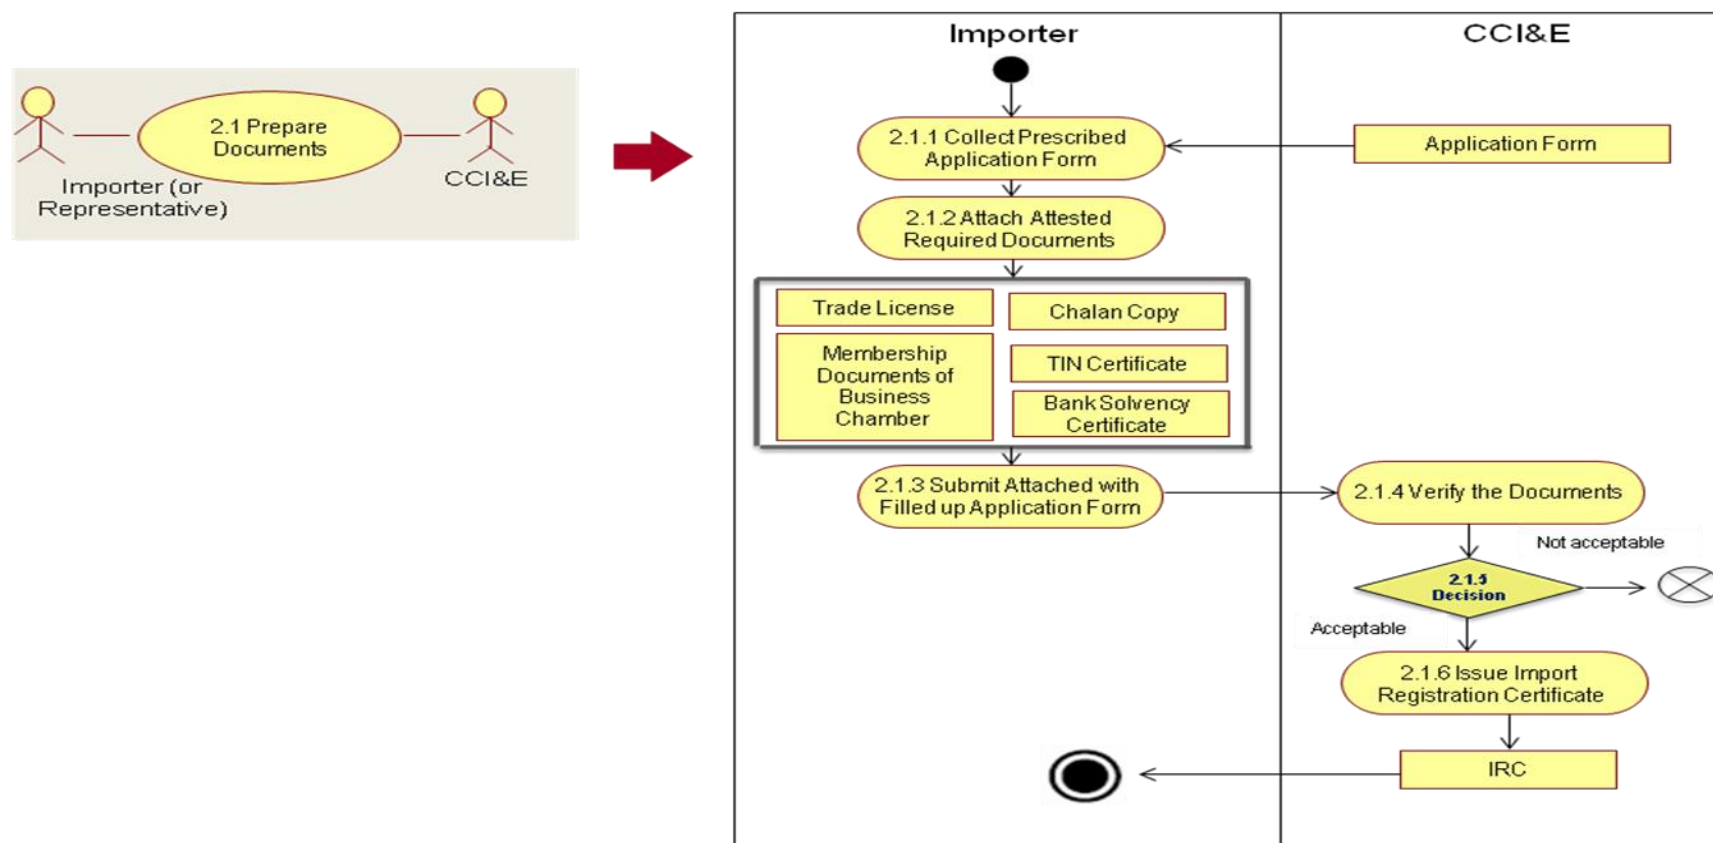 2.1 Prepare
Documents
Importer (or
Representative)
CCI&E
Importer
CCI&E
2.1.1 Collect Prescribed
Application Form
Application Form
2.1.2 Attach Attested
Required Documents
Trade License
Chalan Copy
Membership
Documents of
Business
Chamber
TIN Certificate
Bank Solvency
Certificate
2.1.3 Submit Attached with
Filled up Application Form
2.1.4 Verify the Documents
Not acceptable
2.1.5
Decision
Acceptable
2.1.6 Issue Import
Registration Certificate
IRC